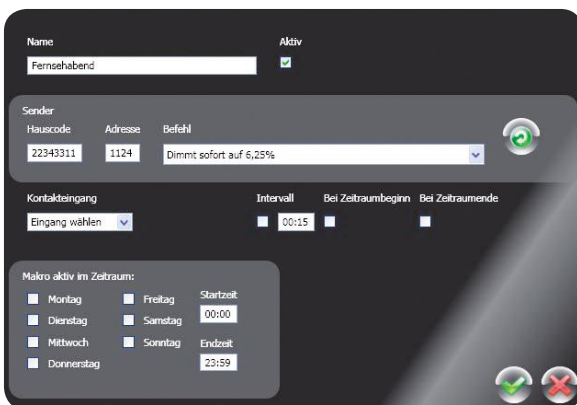 Name Aktiv
Fernsehabend
Sender
Hauscode Adresse Befehl
22343311 1124 Dimmt sofort auf 6,25%
Kontakteingang Intervall Bei Zeitraumbeginn Bei Zeitraumende
Eingang wählen 00:15
Makro aktiv im Zeitraum:
Montag Freitag Startzeit
Dienstag Samstag 00:00
Mittwoch Sonntag Endzeit
Donnerstag 23:59